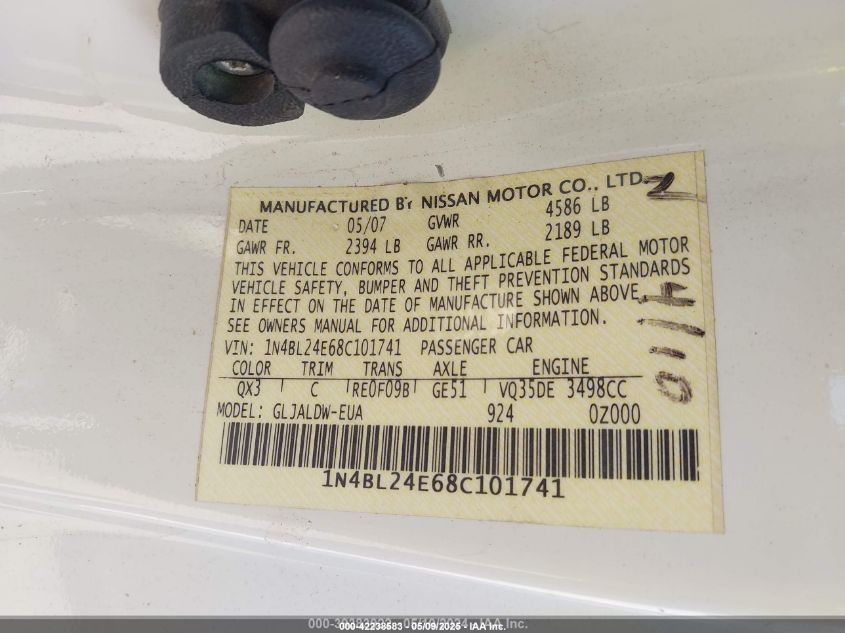 MANUFACTURED BY NISSAN MOTOR CO., LTD.
DATE 05/07 GVWR 4586 LB
GAWR FR. 2394 LB GAWR RR. 2189 LB
THIS VEHICLE CONFORMS TO ALL APPLICABLE FEDERAL MOTOR
VEHICLE SAFETY, BUMPER AND THEFT PREVENTION STANDARDS
IN EFFECT ON THE DATE OF MANUFACTURE SHOWN ABOVE.
SEE OWNERS MANUAL FOR ADDITIONAL INFORMATION.
VIN: 1N4BL24E68C101741 PASSENGER CAR
COLOR TRIM TRANS AXLE ENGINE
QX3 C RE0F09B GE51 VQ35DE 3498CC
MODEL: GLJALDW-EUA 924 0Z000
1N4BL24E68C101741
00-42238583 - 05/09/2025 - IAA Inc.